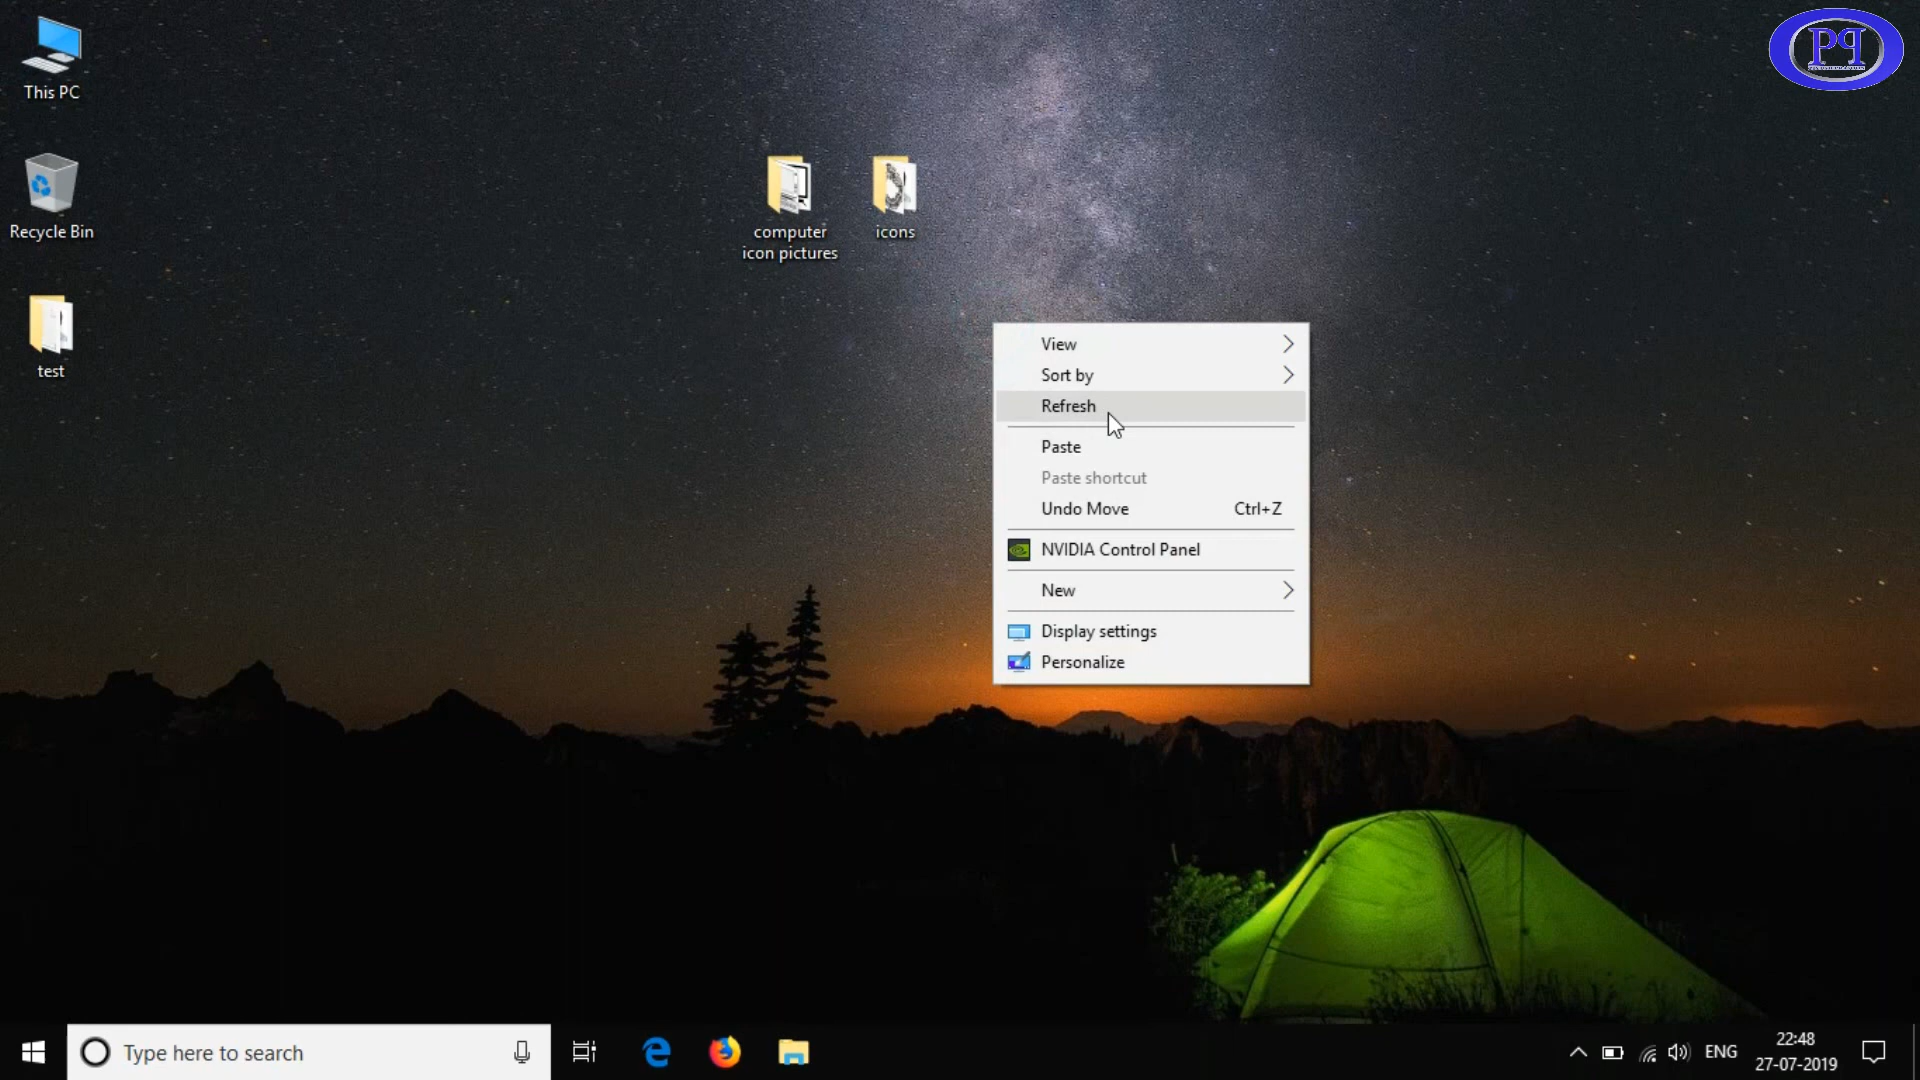 This PC
Recycle Bin
test
computer
icon pictures
icons
View
Sort by
Refresh
Paste
Paste shortcut
Undo Move Ctrl+Z
NVIDIA Control Panel
New
Display settings
Personalize
Type here to search
ENG
22:48
27-07-2019